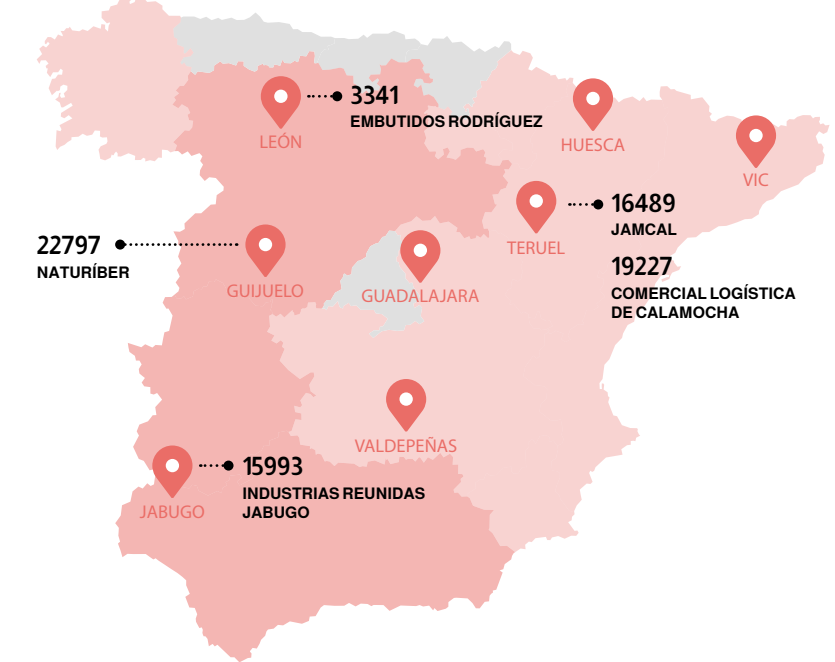 3341
EMBUTIDOS RODRÍGUEZ
LEÓN
HUESCA
VIC
16489
JAMCAL
TERUEL
22797
NATURÍBER
19227
COMERCIAL LOGÍSTICA
DE CALAMOCHA
GUIJUELO
GUADALAJARA
VALDEPEÑAS
15993
INDUSTRIAS REUNIDAS
JABUGO
JABUGO